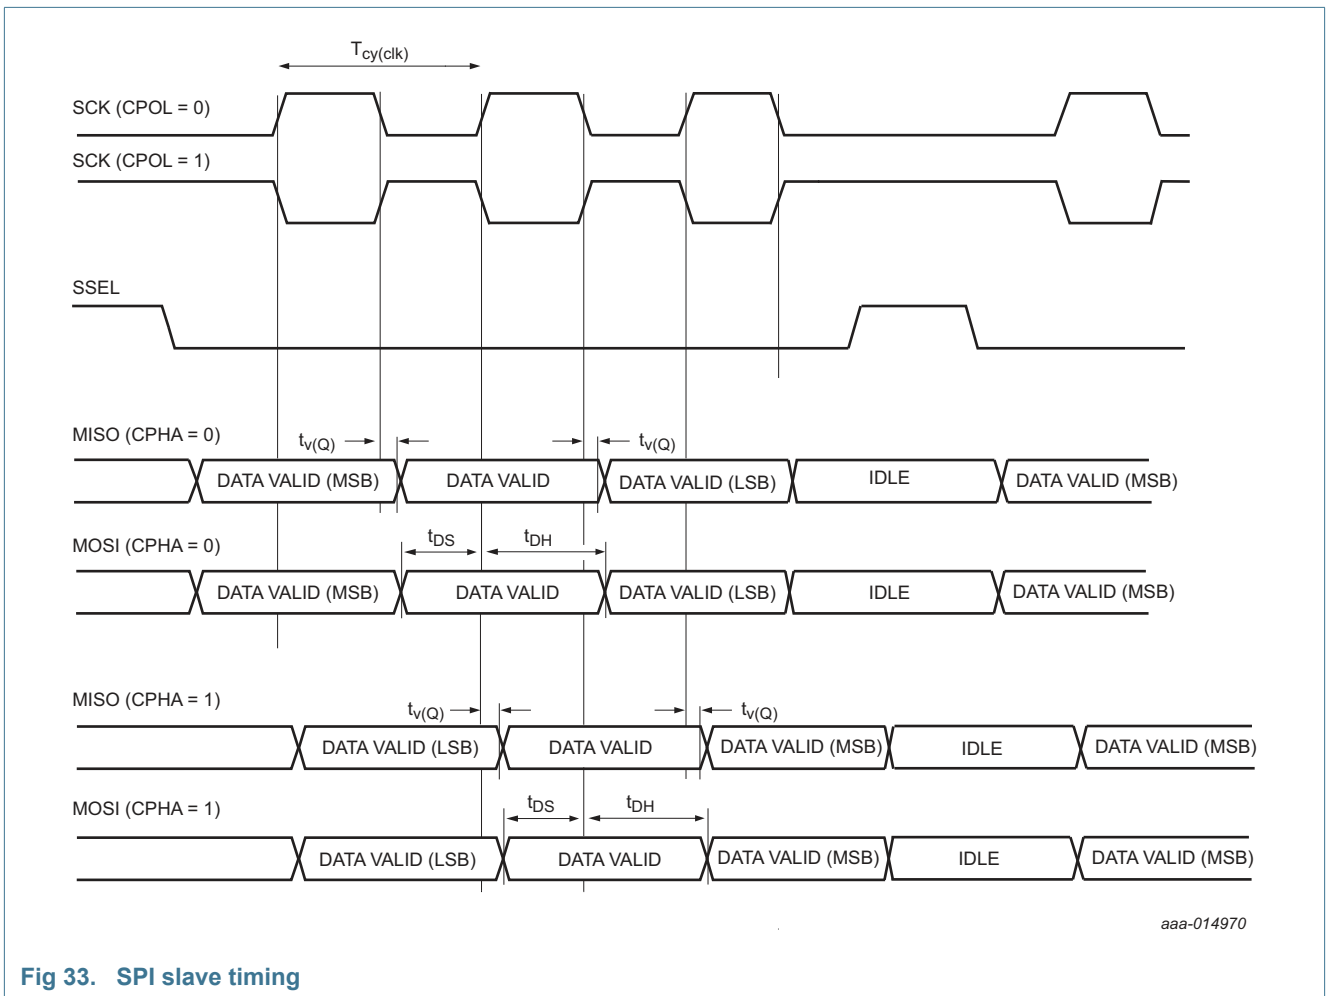 Tcy(clk)
SCK (CPOL = 0)
SCK (CPOL = 1)
SSEL
MISO (CPHA = 0)
tv(Q) tv(Q)
DATA VALID (MSB) DATA VALID DATA VALID (LSB) IDLE DATA VALID (MSB)
MOSI (CPHA = 0)
tDS tDH
DATA VALID (MSB) DATA VALID DATA VALID (LSB) IDLE DATA VALID (MSB)
MISO (CPHA = 1)
tv(Q) tv(Q)
DATA VALID (LSB) DATA VALID DATA VALID (MSB) IDLE DATA VALID (MSB)
MOSI (CPHA = 1)
tDS tDH
DATA VALID (LSB) DATA VALID DATA VALID (MSB) IDLE DATA VALID (MSB)
aaa-014970
Fig 33. SPI slave timing